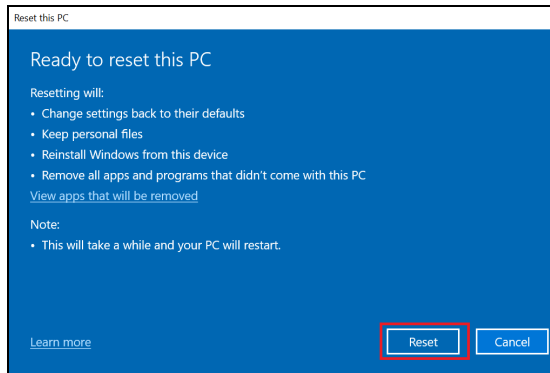 Reset this PC
Ready to reset this PC
Resetting will:
• Change settings back to their defaults
• Keep personal files
• Reinstall Windows from this device
• Remove all apps and programs that didn't come with this PC
View apps that will be removed
Note:
• This will take a while and your PC will restart.
Learn more
Reset
Cancel